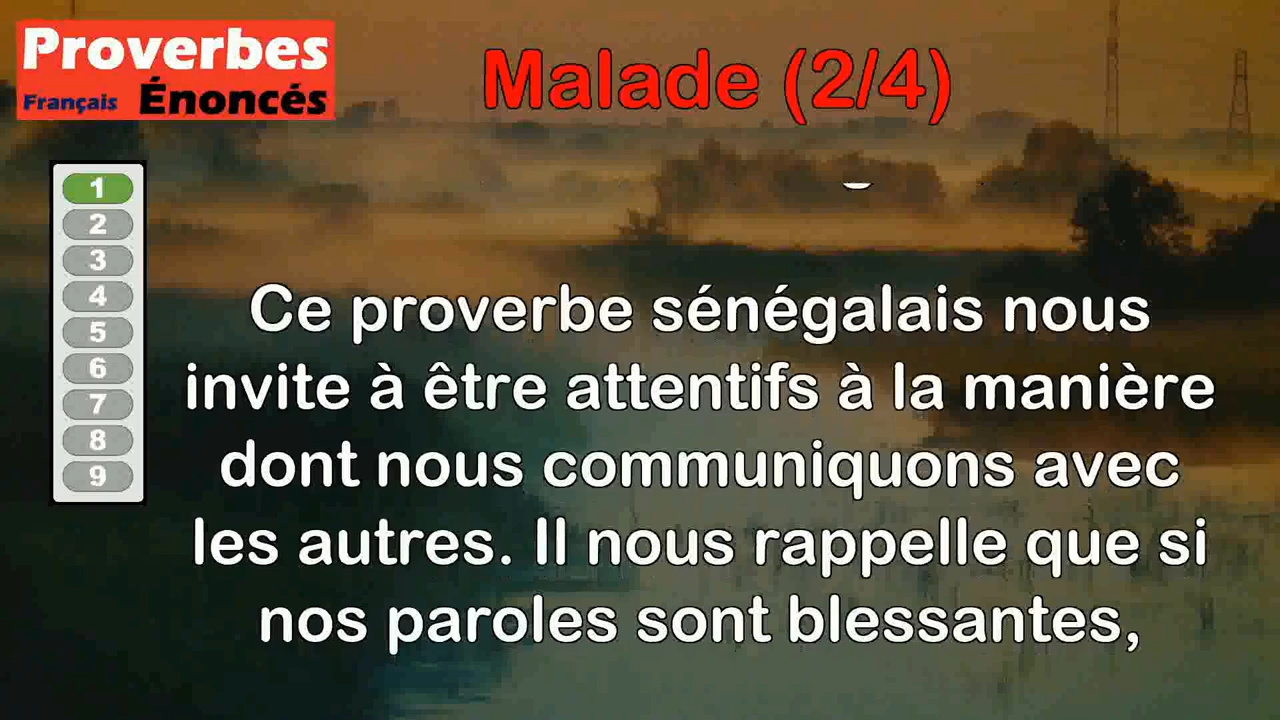 Proverbes
Français Énoncés
Malade (2/4)
1
2
3
4
5
6
7
8
9
Ce proverbe sénégalais nous
invite à être attentifs à la manière
dont nous communiquons avec
les autres. Il nous rappelle que si
nos paroles sont blessantes,